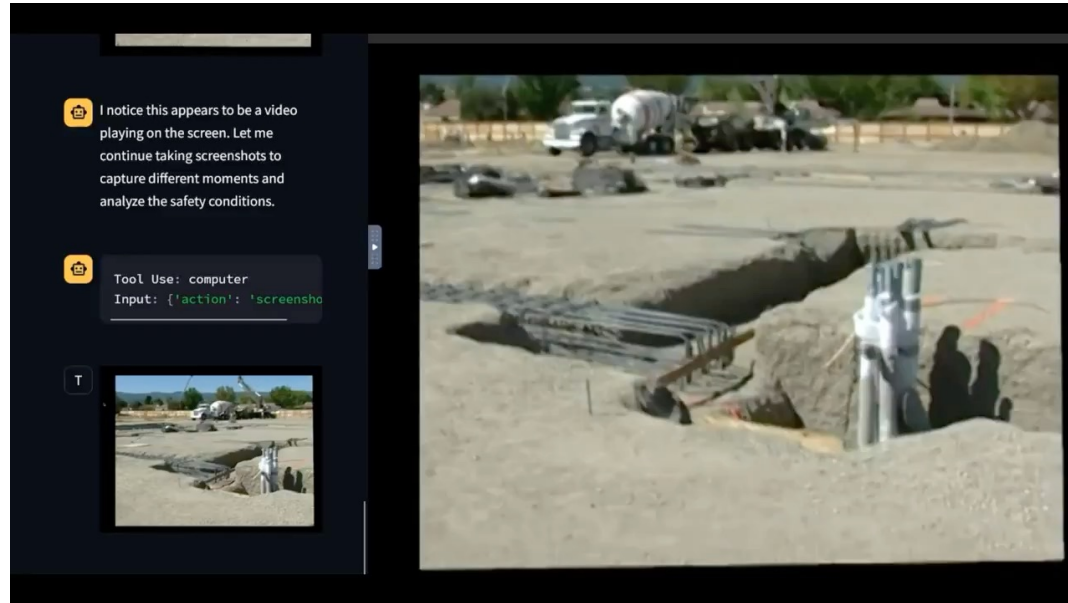 I notice this appears to be a video
playing on the screen. Let me
continue taking screenshots to
capture different moments and
analyze the safety conditions.
Tool Use: computer
Input: {'action': 'screensho
T